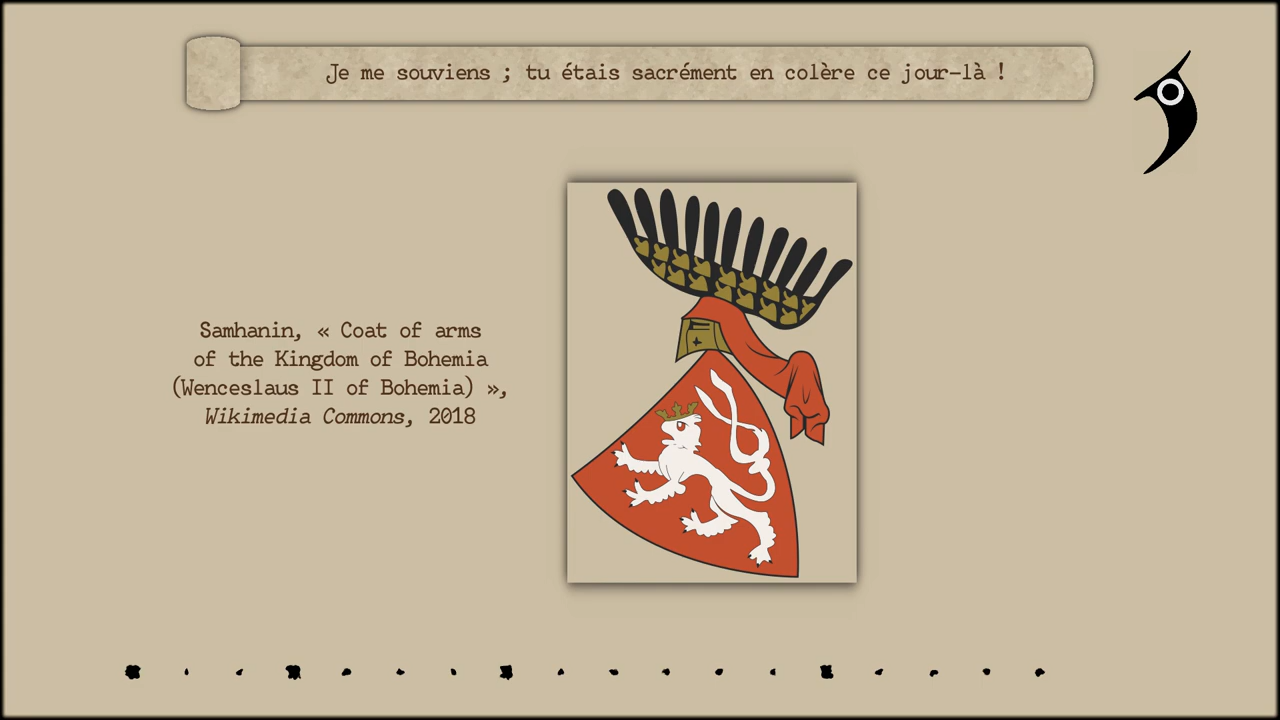 Je me souviens ; tu étais sacrément en colère ce jour-là !
Samhanin, « Coat of arms
of the Kingdom of Bohemia
(Wenceslaus II of Bohemia) »,
Wikimedia Commons, 2018